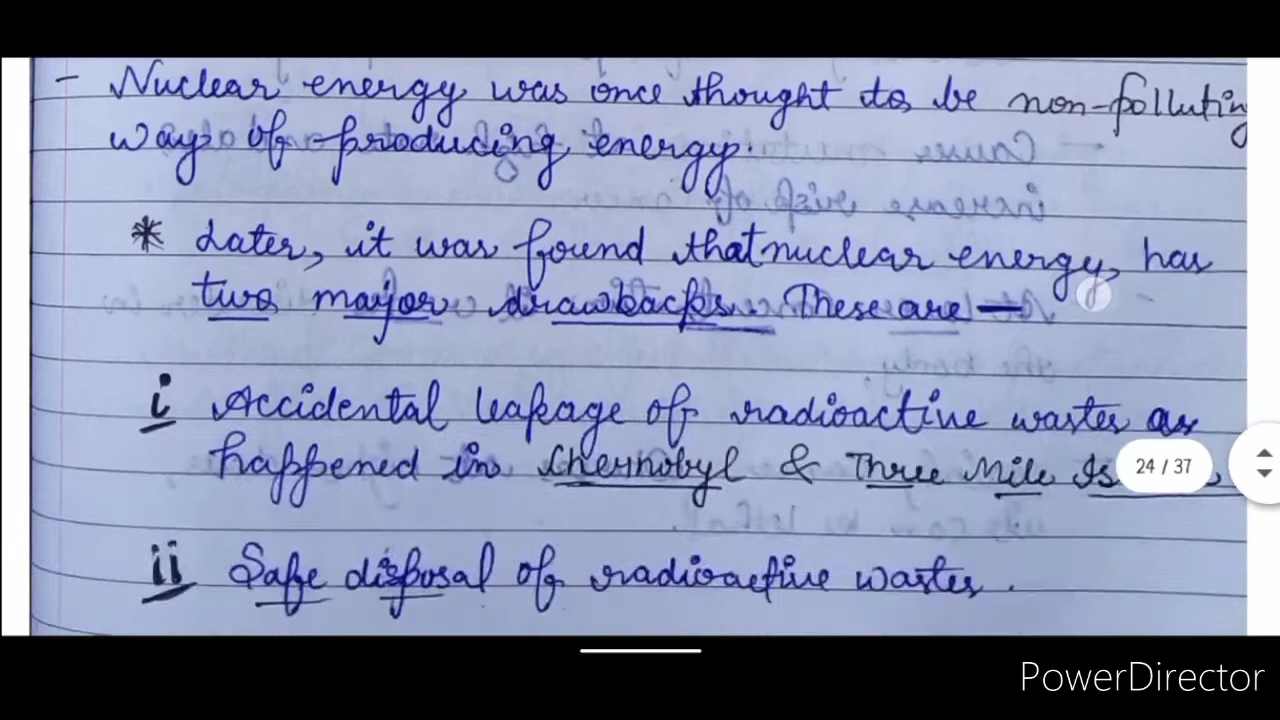 - Nuclear energy was once thought to be non-polluting
way of producing energy.
* Later, it was found that nuclear energy, has
two major drawbacks. These are —
i Accidental leakage of radioactive wastes as
happened in Chernobyl & Three Mile
24 / 37
ii Safe disposal of radioactive wastes.
PowerDirector